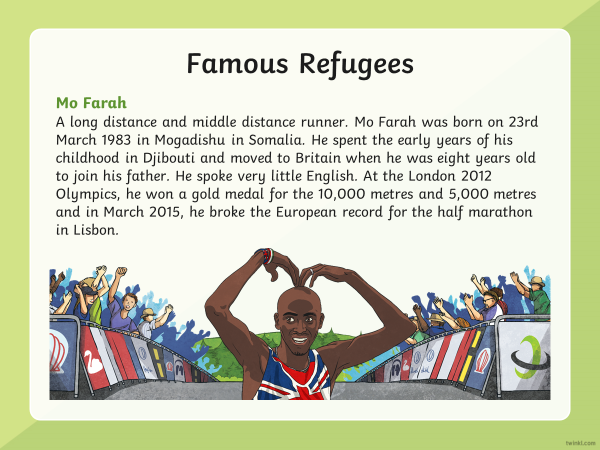 Famous Refugees
Mo Farah
A long distance and middle distance runner. Mo Farah was born on 23rd
March 1983 in Mogadishu in Somalia. He spent the early years of his
childhood in Djibouti and moved to Britain when he was eight years old
to join his father. He spoke very little English. At the London 2012
Olympics, he won a gold medal for the 10,000 metres and 5,000 metres
and in March 2015, he broke the European record for the half marathon
in Lisbon.
twinkl.com